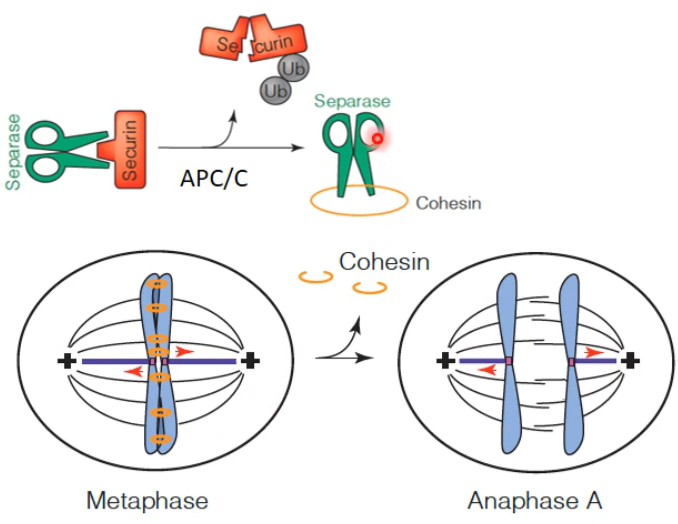 Se curin
Ub
Ub
Separase
Securin
APC/C
Separase
Cohesin
Cohesin
Metaphase
Anaphase A